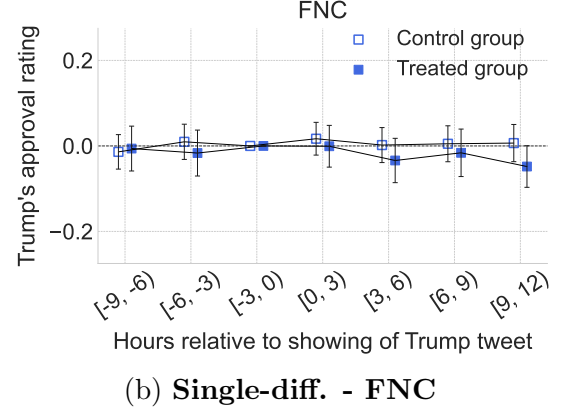 FNC
Control group
Treated group
Trump's approval rating
0.2
0.0
−0.2
[-9, -6)
[-6, -3)
[-3, 0)
[0, 3)
[3, 6)
[6, 9)
[9, 12)
Hours relative to showing of Trump tweet
(b) Single-diff. - FNC